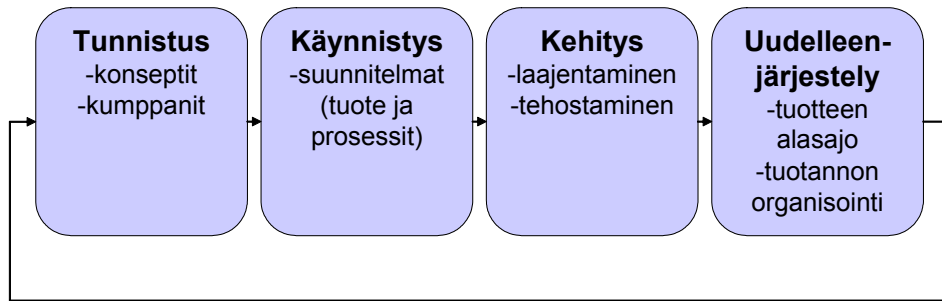 Tunnistus
-konseptit
-kumppanit
Käynnistys
-suunnitelmat
(tuote ja
prosessit)
Kehitys
-laajentaminen
-tehostaminen
Uudelleen-
järjestely
-tuotteen
alasajo
-tuotannon
organisointi